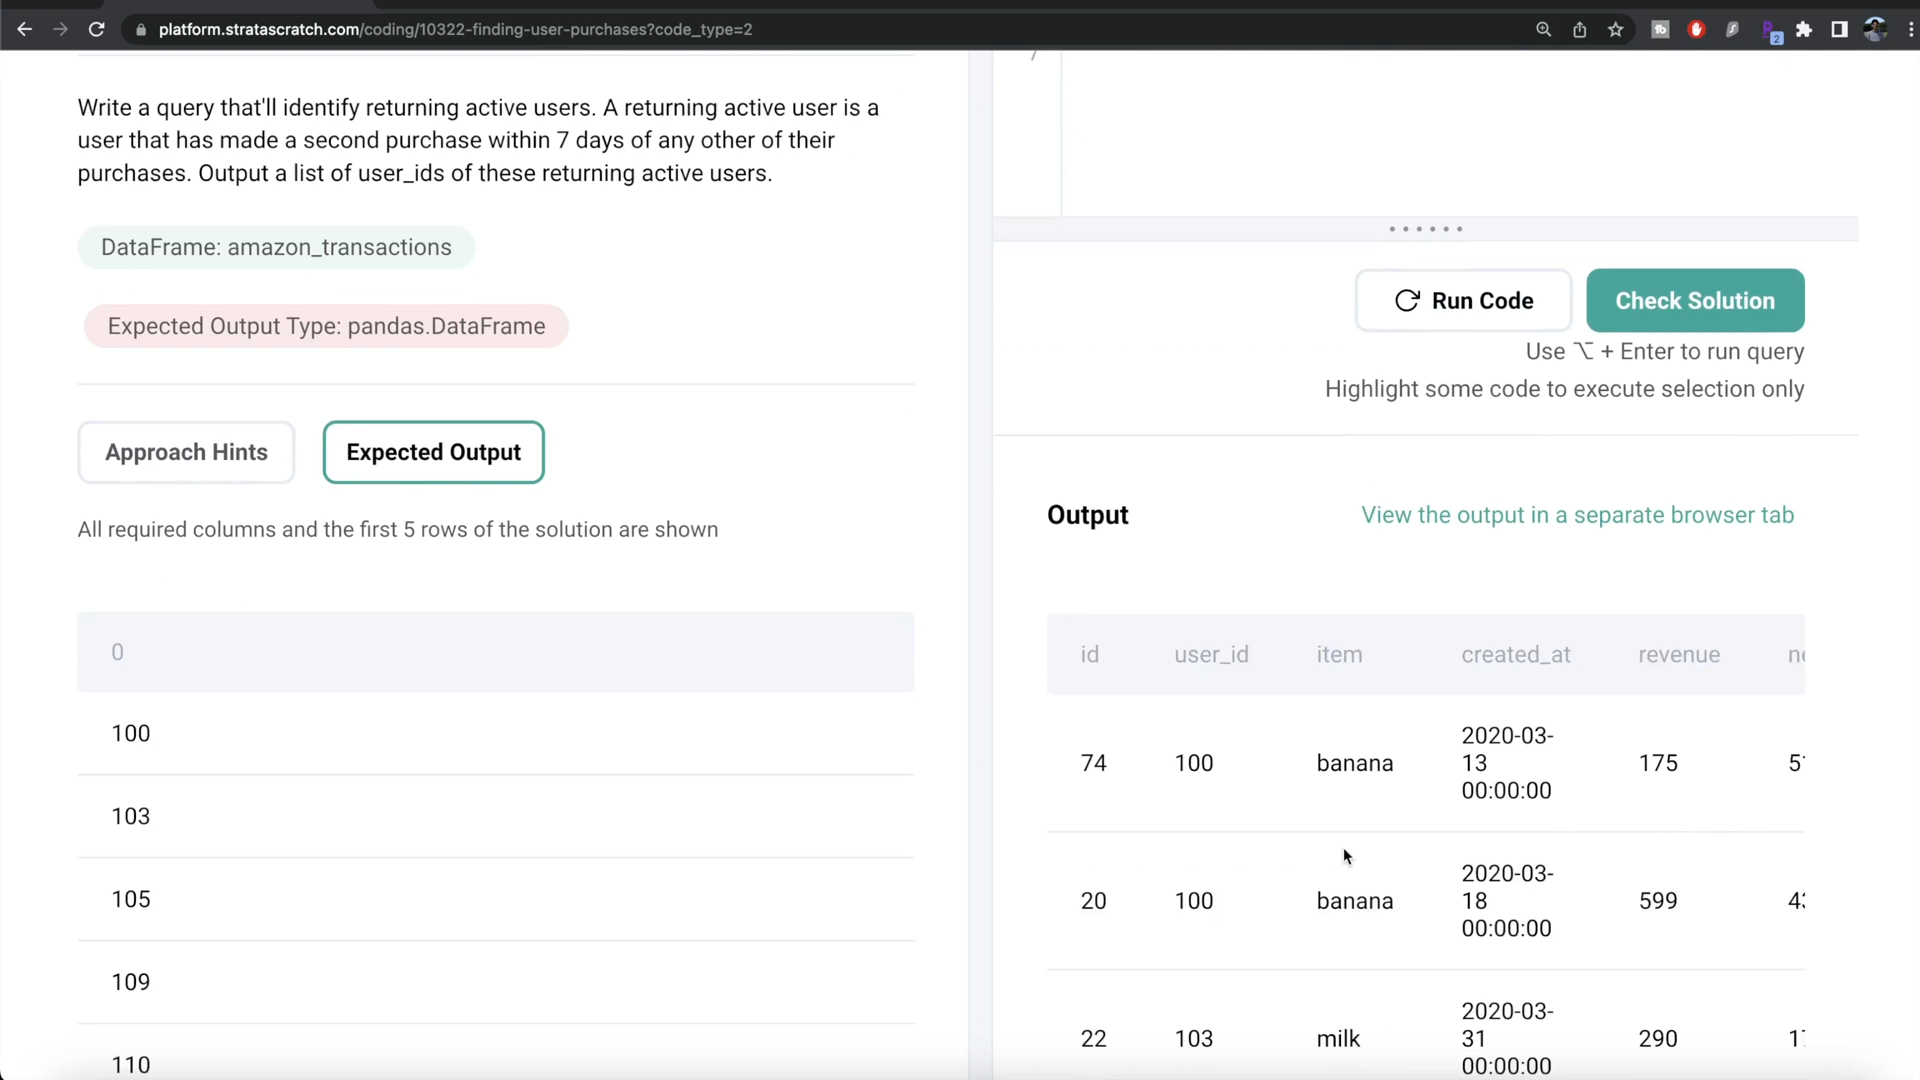 platform.stratascratch.com/coding/10322-finding-user-purchases?code_type=2
2
7
Write a query that'll identify returning active users. A returning active user is a
user that has made a second purchase within 7 days of any other of their
purchases. Output a list of user_ids of these returning active users.
DataFrame: amazon_transactions
Expected Output Type: pandas.DataFrame
Approach Hints
Expected Output
All required columns and the first 5 rows of the solution are shown
0
100
103
105
109
110
Run Code
Check Solution
Use ⌥ + Enter to run query
Highlight some code to execute selection only
Output
View the output in a separate browser tab
id user_id item created_at revenue
74 100 banana 2020-03-
13
00:00:00 175
20 100 banana 2020-03-
18
00:00:00 599
22 103 milk 2020-03-
31
00:00:00 290